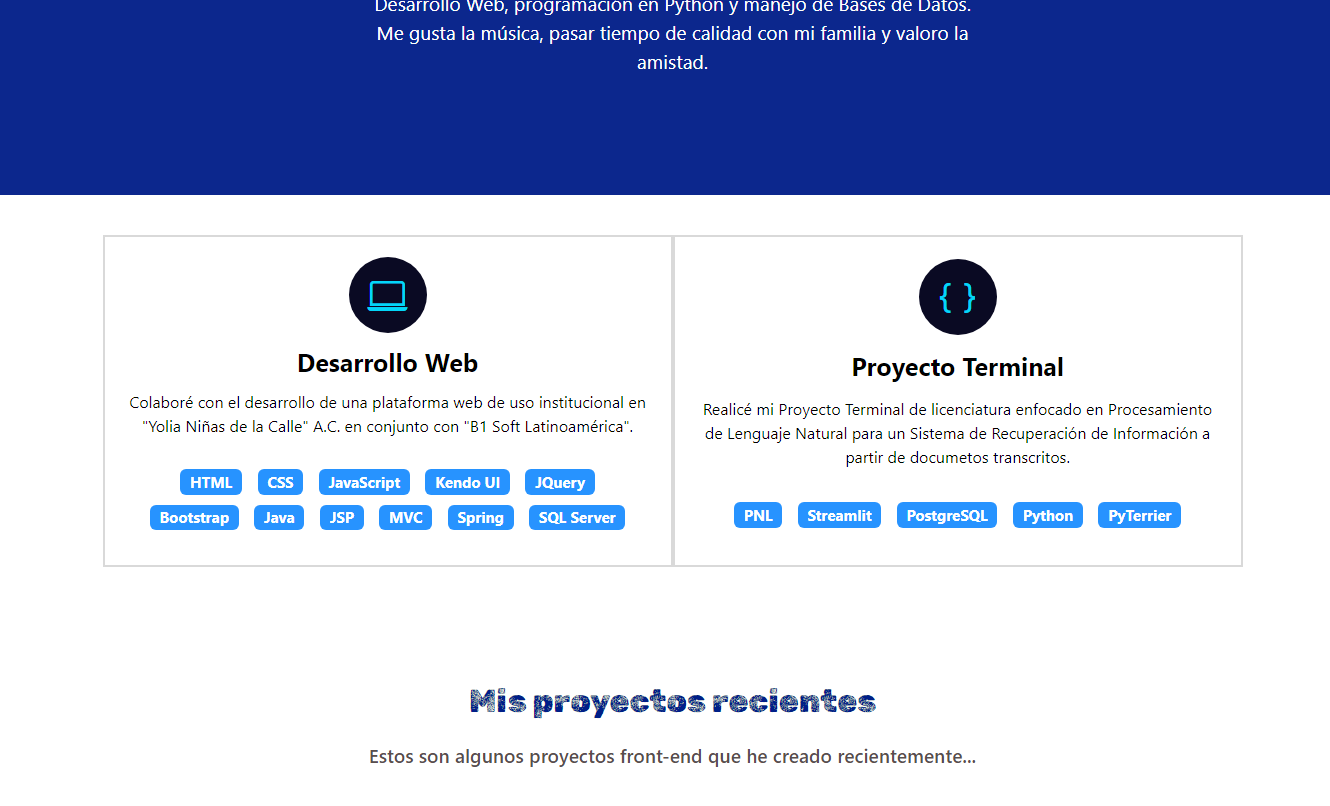 Desarrollo Web, programación en Python y manejo de Bases de Datos.
Me gusta la música, pasar tiempo de calidad con mi familia y valoro la
amistad.
Desarrollo Web
Colaboré con el desarrollo de una plataforma web de uso institucional en
"Yolia Niñas de la Calle" A.C. en conjunto con "B1 Soft Latinoamérica".
HTML CSS JavaScript Kendo UI JQuery
Bootstrap Java JSP MVC Spring SQL Server
{ }
Proyecto Terminal
Realicé mi Proyecto Terminal de licenciatura enfocado en Procesamiento
de Lenguaje Natural para un Sistema de Recuperación de Información a
partir de documetos transcritos.
PNL Streamlit PostgreSQL Python PyTerrier
Mis proyectos recientes
Estos son algunos proyectos front-end que he creado recientemente...